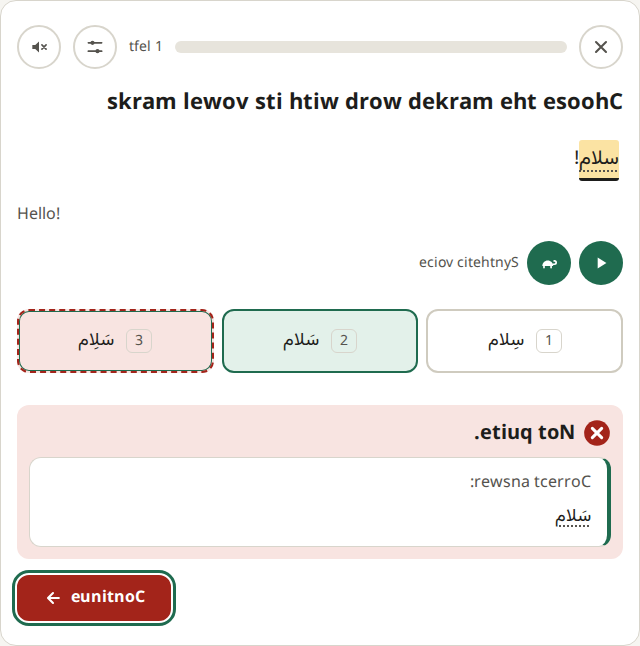 tfel 1
skram lewov sti htiw drow dekram eht esoohC
سلام!
Hello!
eciov citehtnyS
1 سِلام
2 سَلام
3 سَلِام
.etiuq toN
:rewsna tcerroC
سَلام
eunitnoC